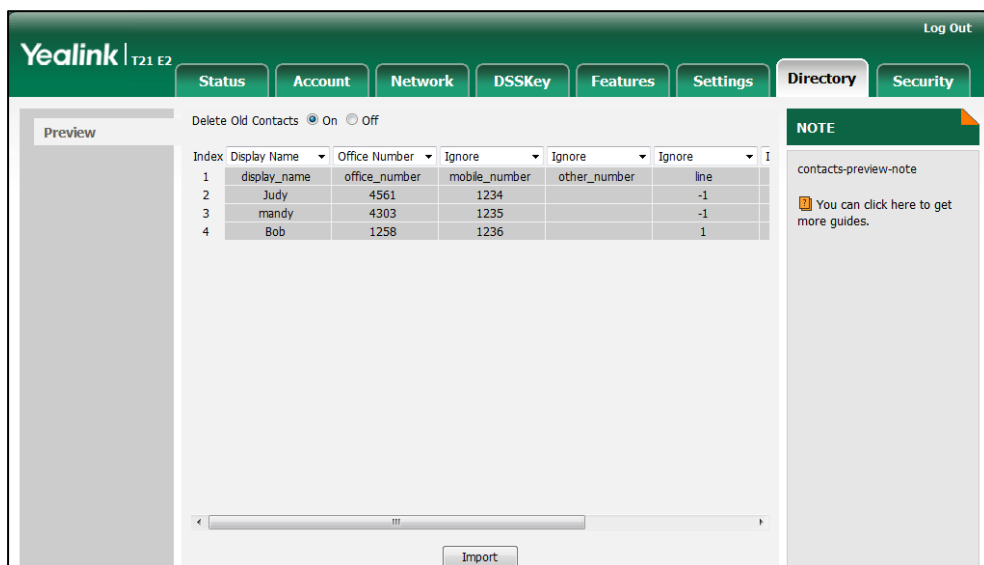 Log Out
Yealink T21 E2
Status Account Network DSSKey Features Settings Directory Security
Preview
Delete Old Contacts On Off
Index Display Name Office Number Ignore Ignore Ignore
1 display_name office_number mobile_number other_number line
2 Judy 4561 1234 -1
3 mandy 4303 1235 -1
4 Bob 1258 1236 1
Import
NOTE
contacts-preview-note
You can click here to get
more guides.